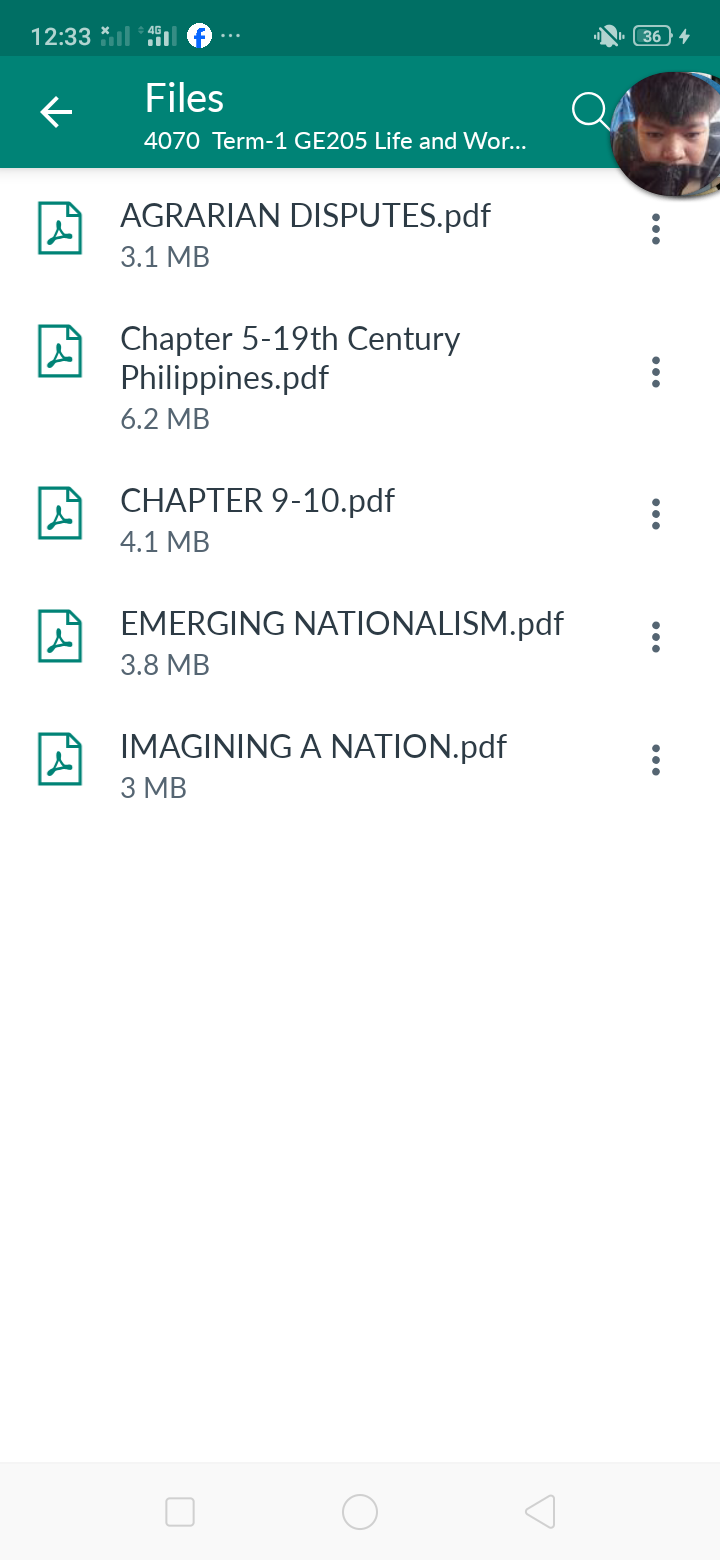 12:33 4G 36
Files
4070 Term-1 GE205 Life and Wor...
AGRARIAN DISPUTES.pdf
3.1 MB
Chapter 5-19th Century
Philippines.pdf
6.2 MB
CHAPTER 9-10.pdf
4.1 MB
EMERGING NATIONALISM.pdf
3.8 MB
IMAGINING A NATION.pdf
3 MB